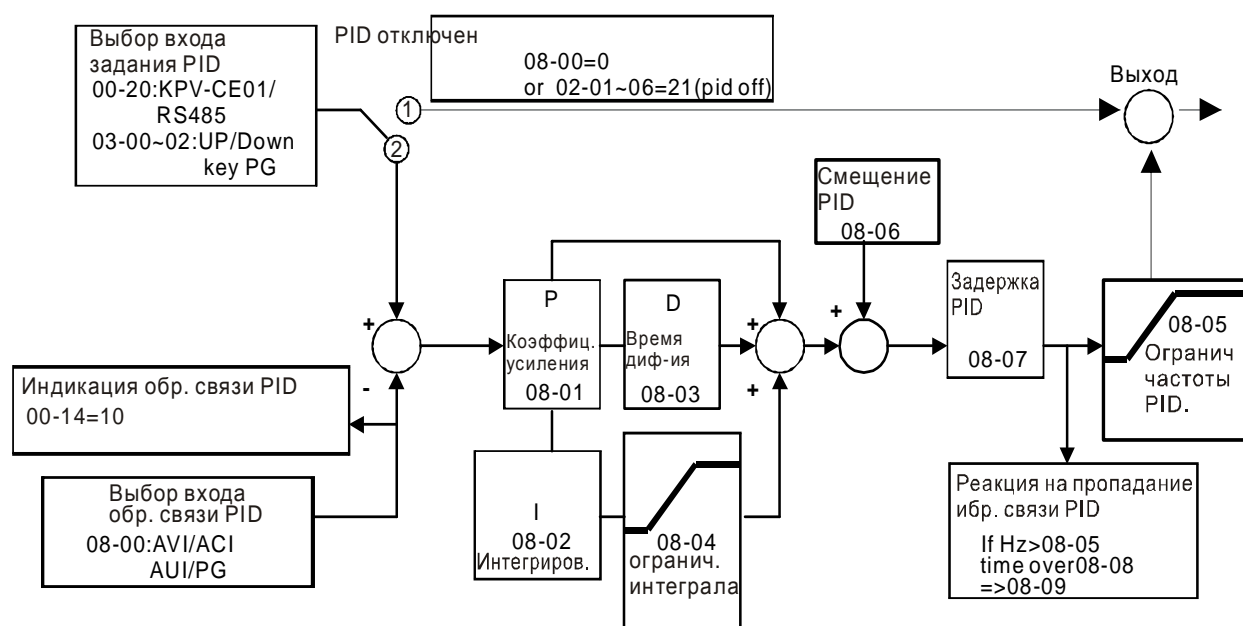 Выбор входа
задания PID
00-20:KPV-CE01/
RS485
03-00~02:UP/Down
key PG
PID отключен
08-00=0
or 02-01~06=21(pid off)
1
2
Выход
Смещение
PID
08-06
+
-
P
Коэффиц.
усиления
08-01
D
Время
диф-ия
08-03
+
+
+
Задержка
PID
08-07
08-05
Огранич
частоты
PID.
Индикация обр. связи PID
00-14=10
Выбор входа
обр. связи PID
08-00:AVI/ACI
AUI/PG
I
08-02
Интегриров.
08-04
огранич.
интеграла
Реакция на пропадание
ибр. связи PID
If Hz>08-05
time over08-08
=>08-09